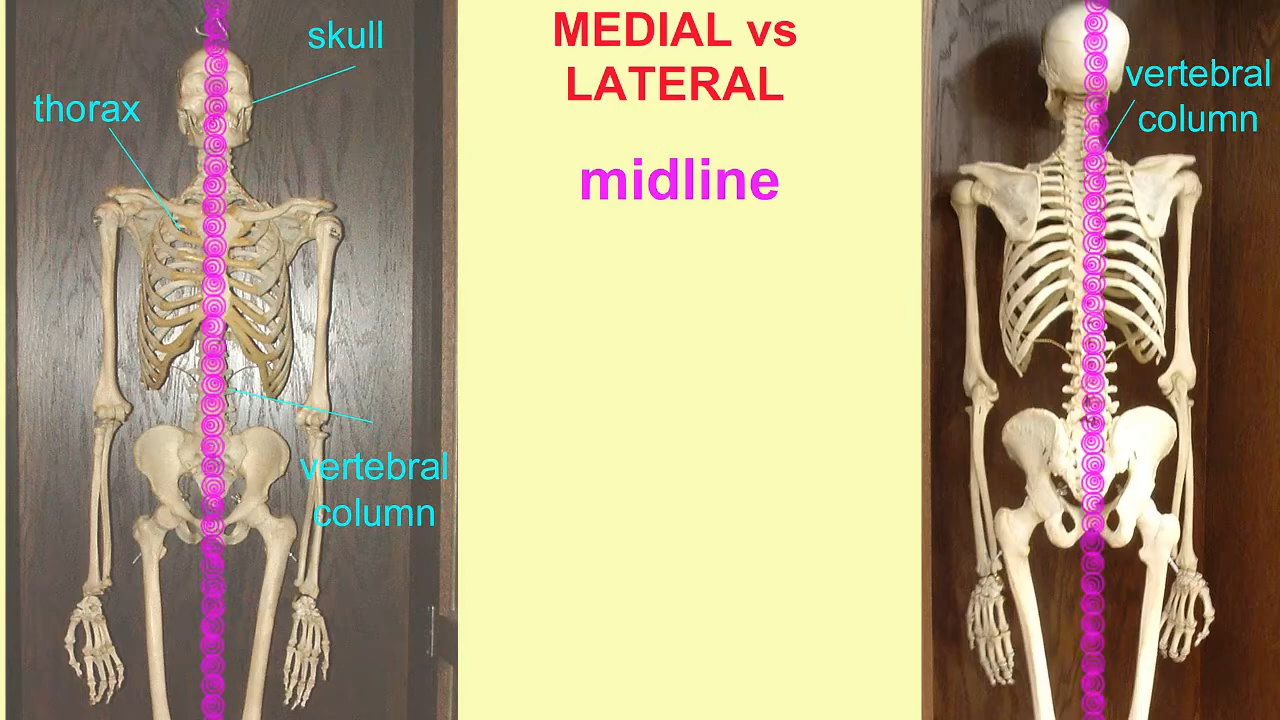 skull
thorax
vertebral
column
MEDIAL vs
LATERAL
midline
vertebral
column